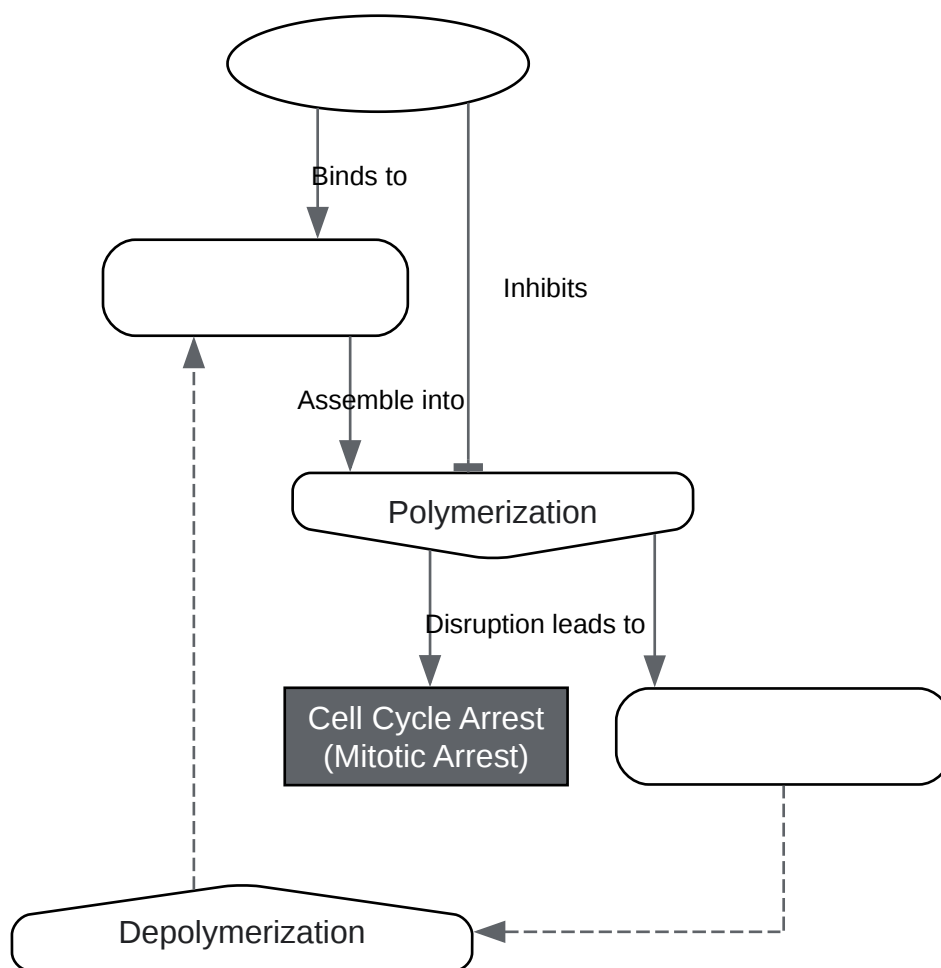 Binds to
Inhibits
Assemble into
Polymerization
Disruption leads to
Cell Cycle Arrest
(Mitotic Arrest)
Depolymerization